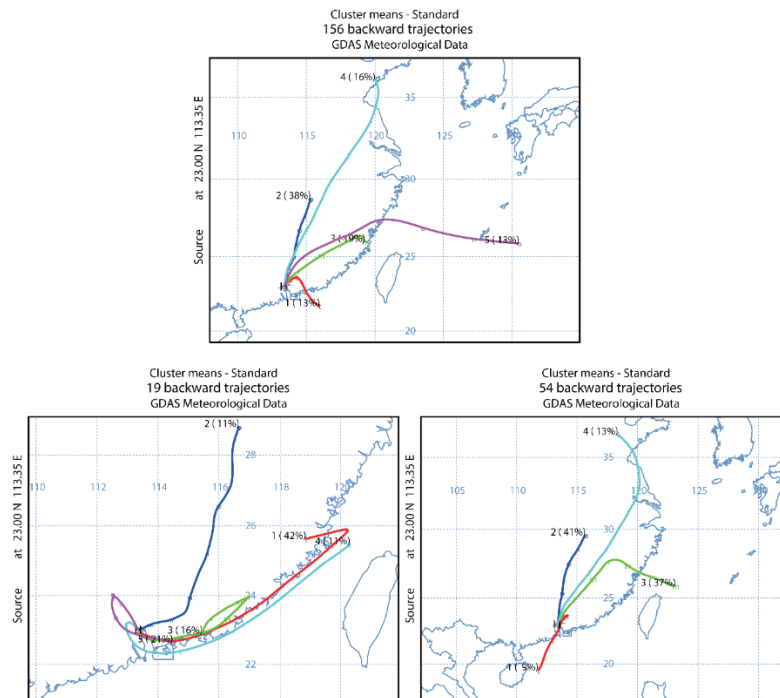 Cluster means - Standard
156 backward trajectories
GDAS Meteorological Data
Source at 23.00 N 113.35 E
4 ( 16%)
35
110 115 120
30
2 ( 38%)
3 ( 19%)
5 ( 13%)
25
1 ( 13%)
20
Cluster means - Standard
19 backward trajectories
GDAS Meteorological Data
Source at 23.00 N 113.35 E
2 ( 11%)
28
110 112 114 116 118 120
26
1 ( 42%)
4 ( 11%)
24
3 ( 16%)
5 ( 21%)
22
Cluster means - Standard
54 backward trajectories
GDAS Meteorological Data
Source at 23.00 N 113.35 E
4 ( 13%)
35
105 110 115 120 125 130
2 ( 41%)
30
3 ( 37%)
25
1 ( 9%)
20